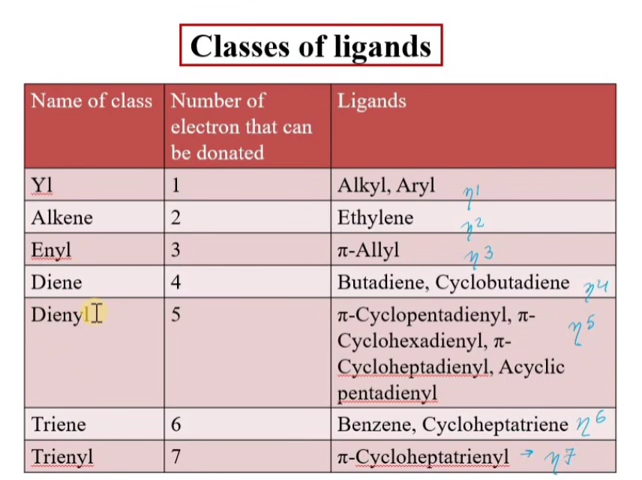 Classes of ligands
Name of class
Number of
electron that can
be donated
Ligands
Yl
1
Alkyl, Aryl
η1
Alkene
2
Ethylene
η2
Enyl
3
π-Allyl
η3
Diene
4
Butadiene, Cyclobutadiene
η4
Dienyl
5
π-Cyclopentadienyl, π-
Cyclohexadienyl, π-
Cycloheptadienyl, Acyclic
pentadienyl
η5
Triene
6
Benzene, Cycloheptatriene
η6
Trienyl
7
π-Cycloheptatrienyl
→ η7